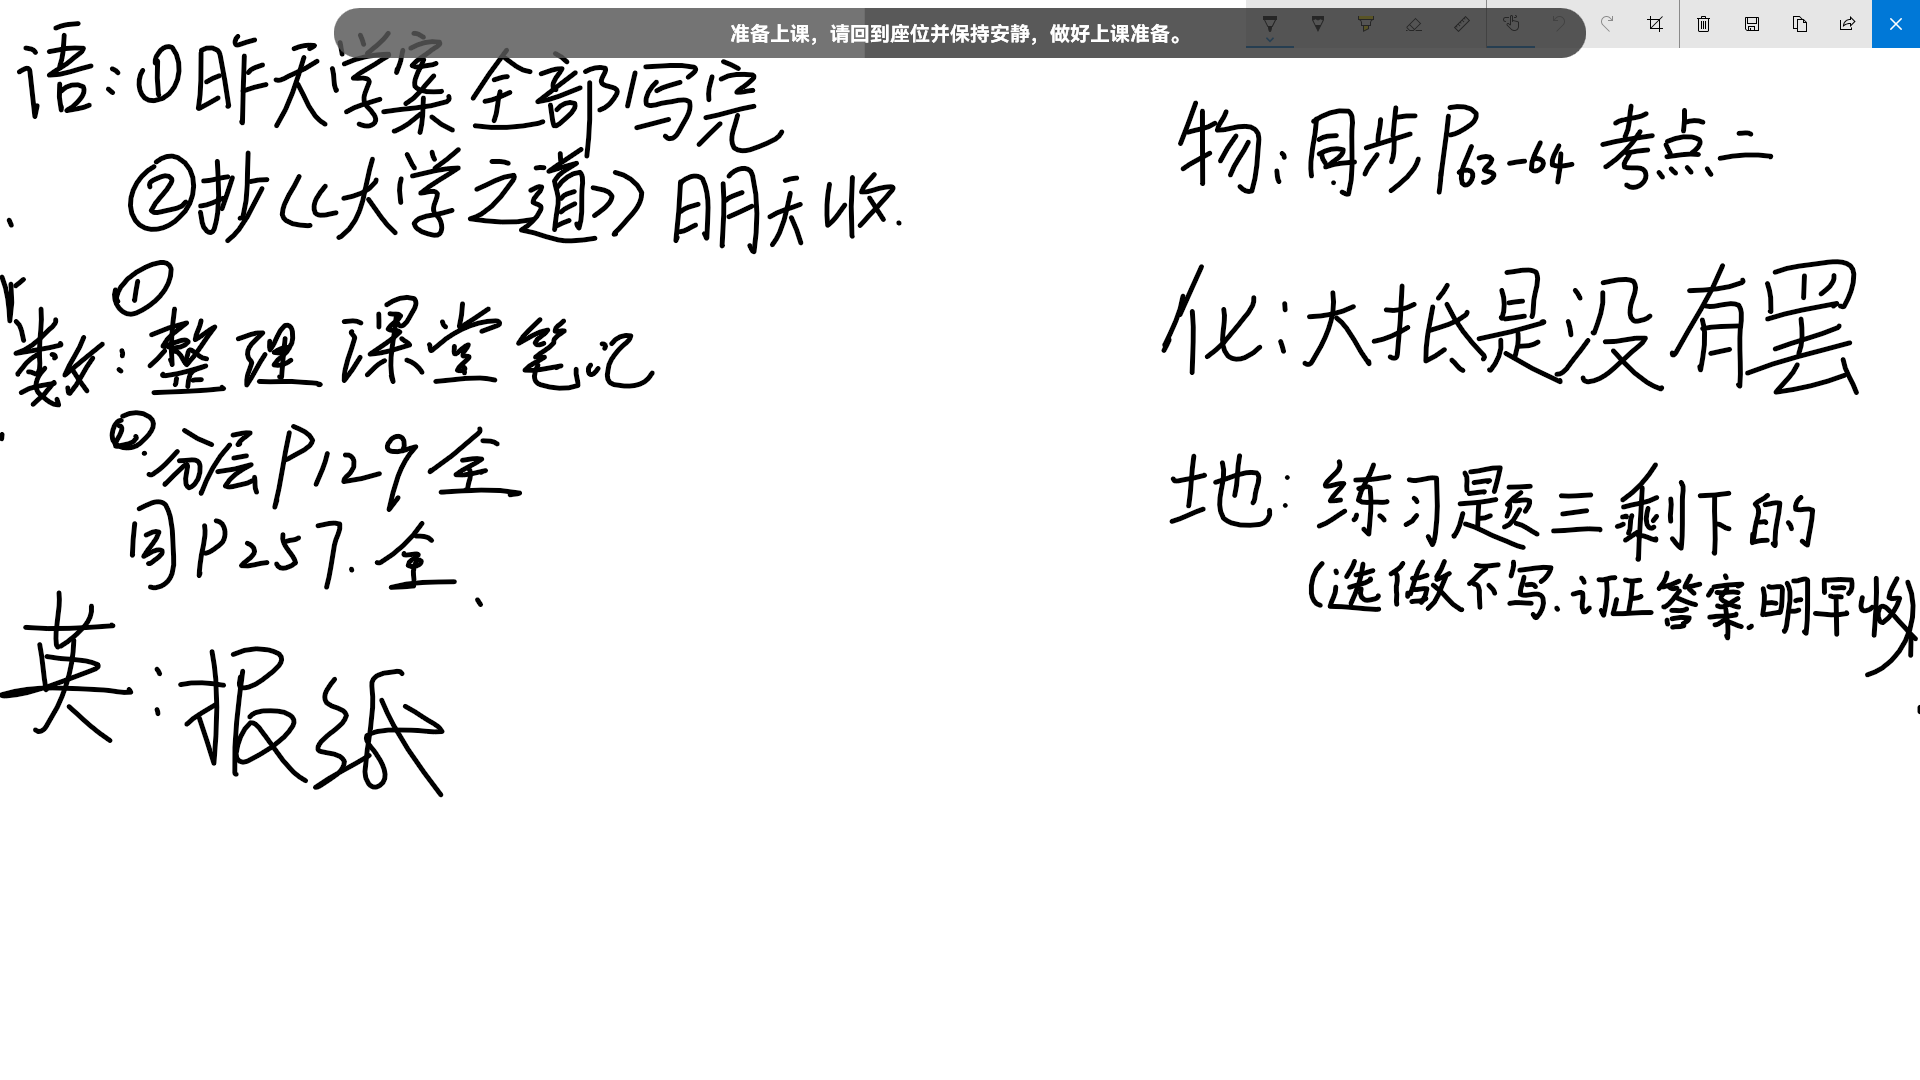 准备上课，请回到座位并保持安静，做好上课准备。
语：①昨天学案全部写完
②抄《大学之道》明天收.
数：①整理课堂笔记
②分层P129全
同P257.全、
英：报纸
物：同步P63-64考点二
化：大抵是没有罢
地：练习题三剩下的
(选做不写.订正答案.明早收)